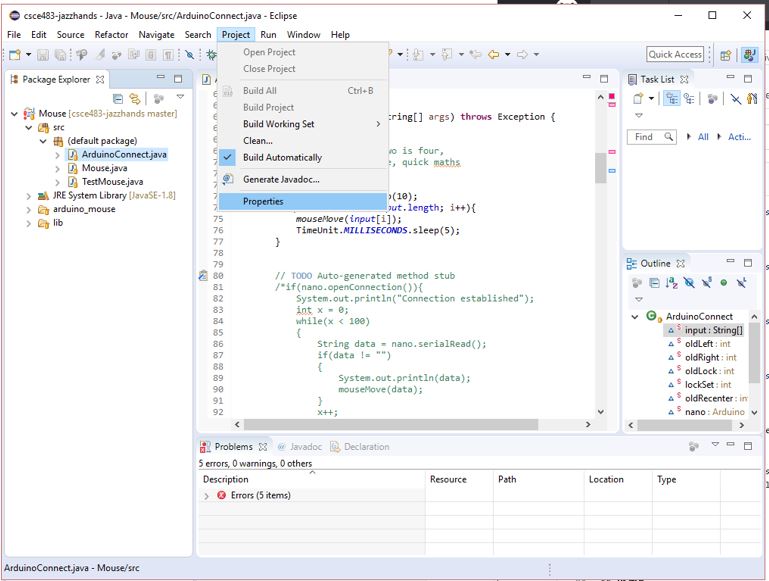 csce483-jazzhands - Java - Mouse/src/ArduinoConnect.java - Eclipse
File Edit Source Refactor Navigate Search Project Run Window Help
Quick Access
Package Explorer
Mouse [csce483-jazzhands master]
src
(default package)
ArduinoConnect.java
Mouse.java
TestMouse.java
JRE System Library [JavaSE-1.8]
arduino_mouse
lib
Open Project
Close Project
Build All Ctrl+B
Build Project
Build Working Set
Clean...
Build Automatically
Generate Javadoc...
Properties
tring[] args) throws Exception {
wo is four,
e, quick maths
(10);
put.length; i++){
75 mouseMove(input[i]);
76 TimeUnit.MILLISECONDS.sleep(5);
77 }
78
79
80 // TODO Auto-generated method stub
81 /*if(nano.openConnection()){
82 System.out.println("Connection established");
83 int x = 0;
84 while(x < 100)
85 {
86 String data = nano.serialRead();
87 if(data != "")
88 {
89 System.out.println(data);
90 mouseMove(data);
91 }
92 x++;
Task List
Find All Activ...
Outline
ArduinoConnect
input : String[]
oldLeft : int
oldRight : int
oldLock : int
lockSet : int
oldRecenter : in
nano : Arduino
Problems Javadoc Declaration
5 errors, 0 warnings, 0 others
Description Resource Path Location Type
Errors (5 items)
ArduinoConnect.java - Mouse/src